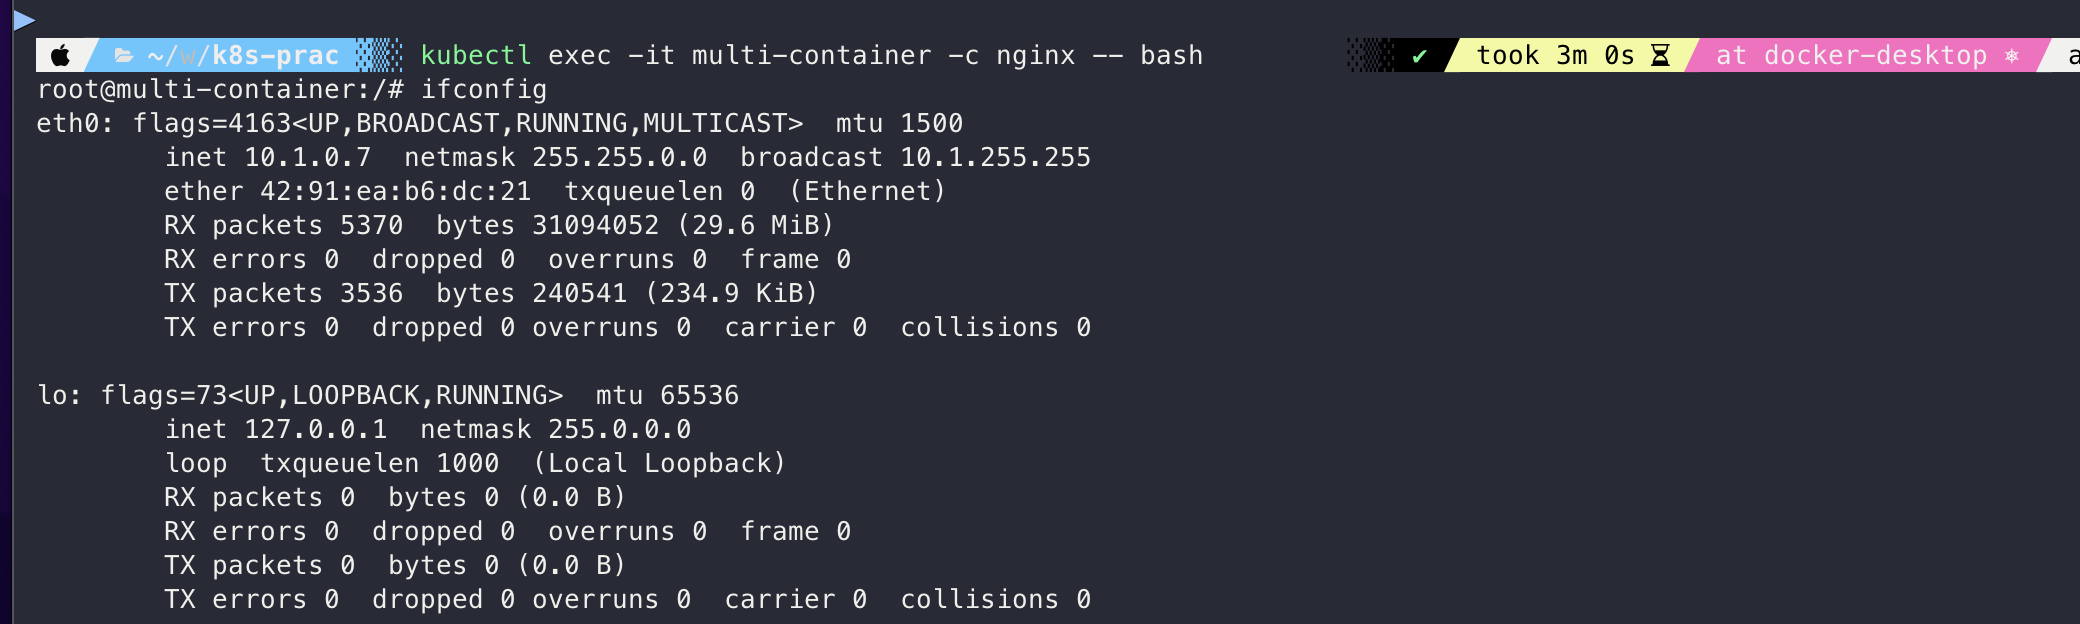 ~/w/k8s-prac kubectl exec -it multi-container -c nginx -- bash ✔ took 3m 0s at docker-desktop
root@multi-container:/# ifconfig
eth0: flags=4163<UP,BROADCAST,RUNNING,MULTICAST>  mtu 1500
inet 10.1.0.7  netmask 255.255.0.0  broadcast 10.1.255.255
ether 42:91:ea:b6:dc:21  txqueuelen 0  (Ethernet)
RX packets 5370  bytes 31094052 (29.6 MiB)
RX errors 0  dropped 0  overruns 0  frame 0
TX packets 3536  bytes 240541 (234.9 KiB)
TX errors 0  dropped 0 overruns 0  carrier 0  collisions 0
lo: flags=73<UP,LOOPBACK,RUNNING>  mtu 65536
inet 127.0.0.1  netmask 255.0.0.0
loop  txqueuelen 1000  (Local Loopback)
RX packets 0  bytes 0 (0.0 B)
RX errors 0  dropped 0  overruns 0  frame 0
TX packets 0  bytes 0 (0.0 B)
TX errors 0  dropped 0 overruns 0  carrier 0  collisions 0